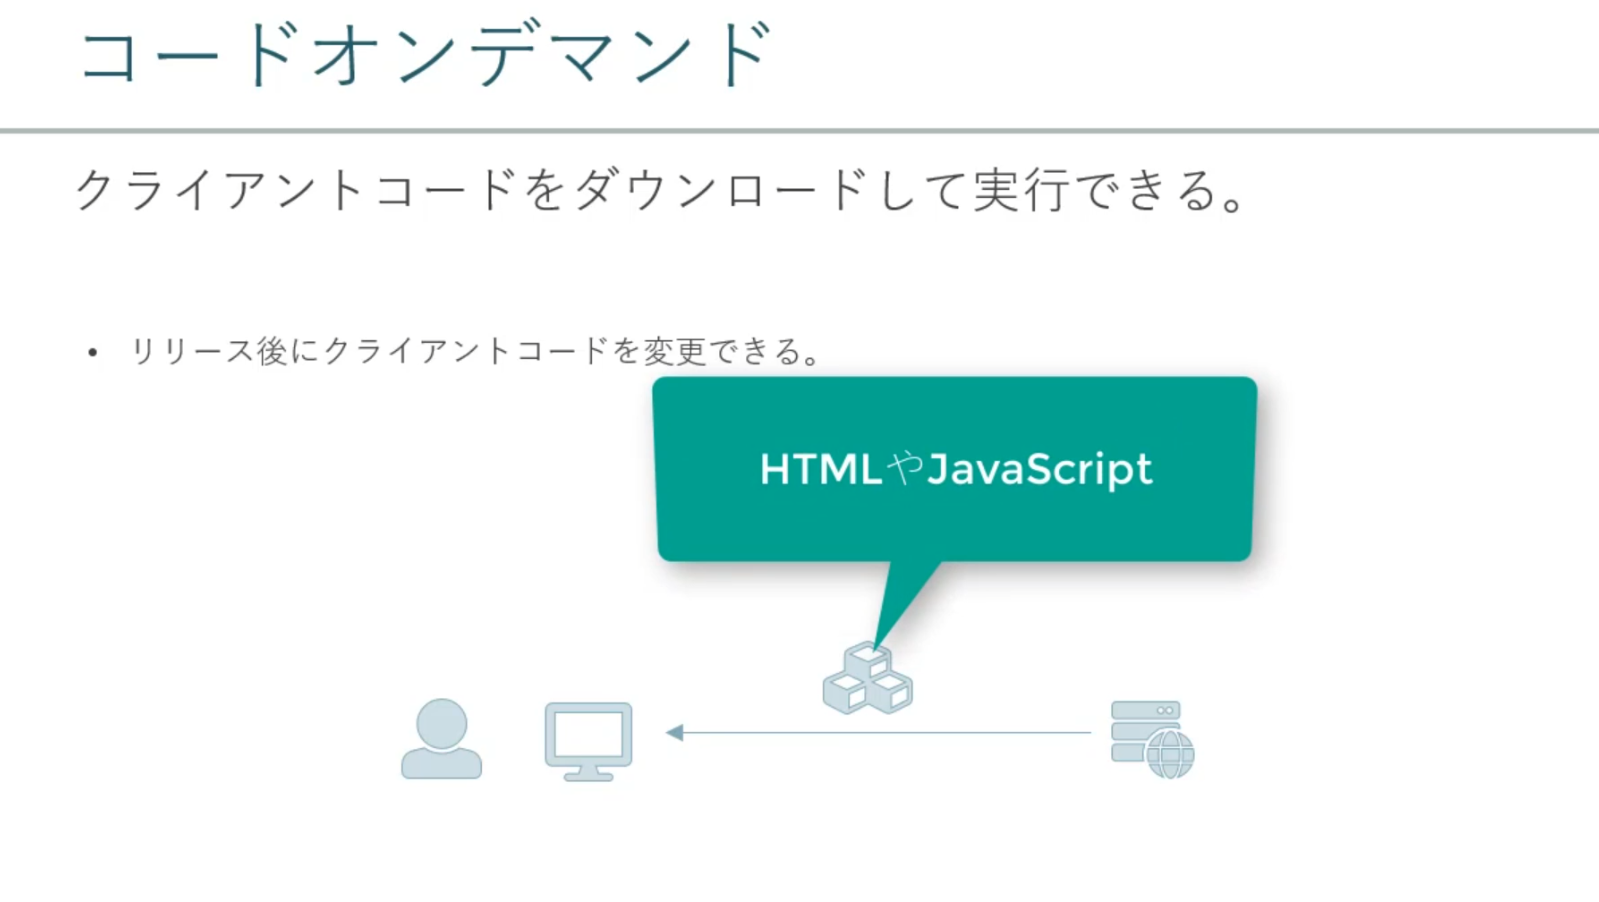 コードオンデマンド
クライアントコードをダウンロードして実行できる。
• リリース後にクライアントコードを変更できる。
HTMLやJavaScript